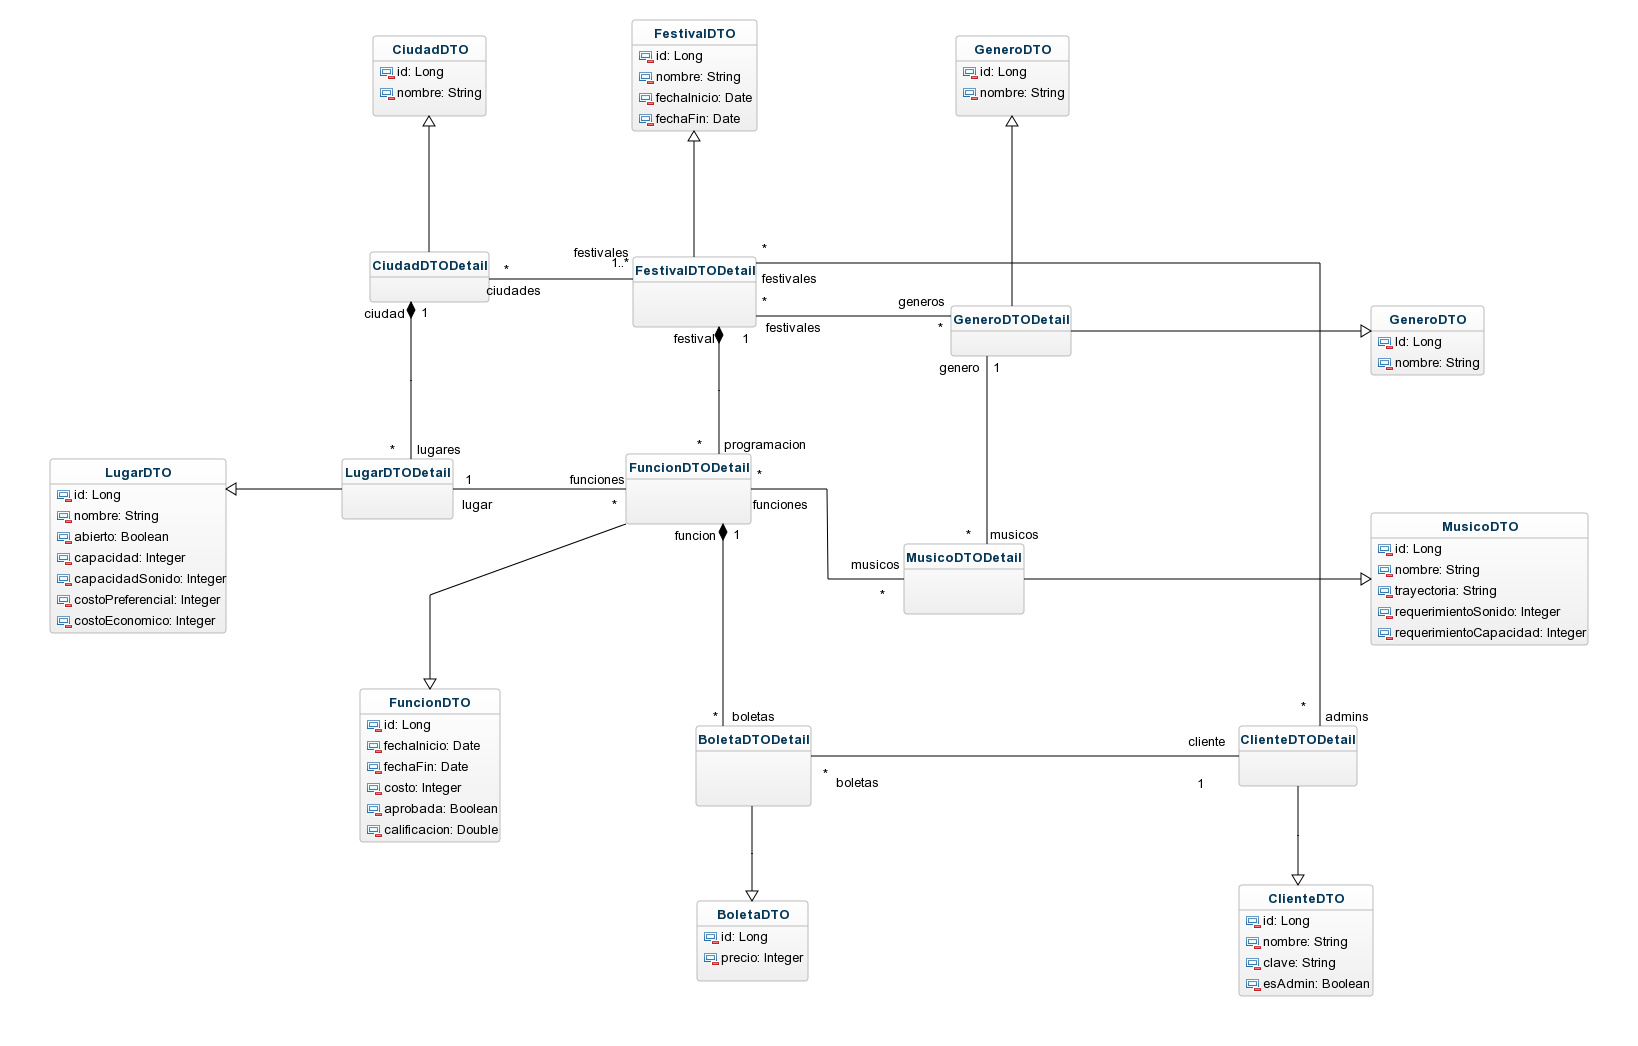 FestivalDTO
id: Long
nombre: String
fechaInicio: Date
fechaFin: Date
CiudadDTO
id: Long
nombre: String
GeneroDTO
id: Long
nombre: String
CiudadDTODetail
* ciudades
festivales 1..*
FestivalDTODetail
* festivales
* festivales
generos *
GeneroDTODetail
GeneroDTO
Id: Long
nombre: String
ciudad 1
festival 1
genero 1
* lugares
* programacion
LugarDTO
id: Long
nombre: String
abierto: Boolean
capacidad: Integer
capacidadSonido: Integer
costoPreferencial: Integer
costoEconomico: Integer
LugarDTODetail
1 lugar
funciones *
FuncionDTODetail
* funciones
funcion 1
musicos *
* musicos
MusicoDTODetail
MusicoDTO
id: Long
nombre: String
trayectoria: String
requerimientoSonido: Integer
requerimientoCapacidad: Integer
FuncionDTO
id: Long
fechaInicio: Date
fechaFin: Date
costo: Integer
aprobada: Boolean
calificacion: Double
* boletas
BoletaDTODetail
* boletas
cliente 1
* admins
ClienteDTODetail
BoletaDTO
id: Long
precio: Integer
ClienteDTO
id: Long
nombre: String
clave: String
esAdmin: Boolean